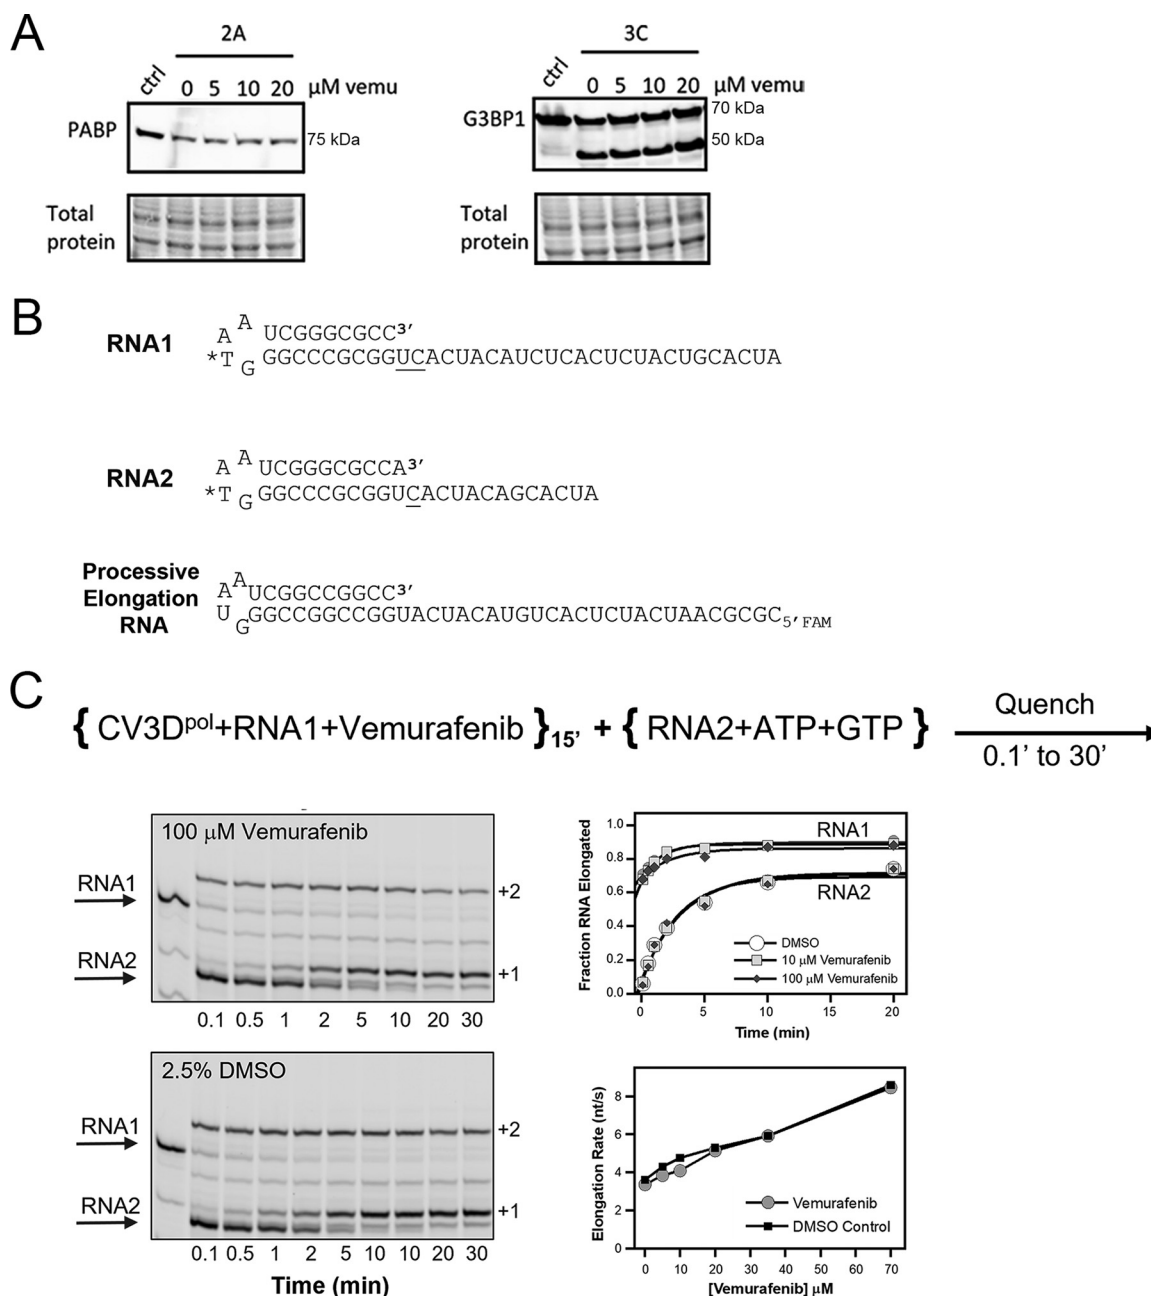 A
2A
ctrl 0 5 10 20 μM vemu
PABP
75 kDa
Total
protein
3C
ctrl 0 5 10 20 μM vemu
G3BP1
70 kDa
50 kDa
Total
protein
B
RNA1
A A UCGGGCGCC3'
*T G GGCCCGCGGUCACUACAUCUCACUCUACUGCACUA
RNA2
A A UCGGGCGCCA3'
*T G GGCCCGCGGUCACUACAGCACUA
Processive
Elongation
RNA
A A UCGGCCGGCC3'
U G GGCCGGCCGGUACUACAUGUCACUCUACUAACGCGC5'FAM
C
{ CV3Dpol+RNA1+Vemurafenib }15' + { RNA2+ATP+GTP }
Quench
0.1' to 30'
100 μM Vemurafenib
RNA1
RNA2
+2
+1
0.1 0.5 1 2 5 10 20 30
2.5% DMSO
RNA1
RNA2
+2
+1
0.1 0.5 1 2 5 10 10 20 30
Time (min)
Fraction RNA Elongated
1.0
0.8
0.6
0.4
0.2
0.0
RNA1
RNA2
DMSO
10 μM Vemurafenib
100 μM Vemurafenib
0 5 10 15 20
Time (min)
Elongation Rate (nt/s)
8
6
4
2
0
Vemurafenib
DMSO Control
0 10 20 30 40 50 60 70
[Vemurafenib] μM